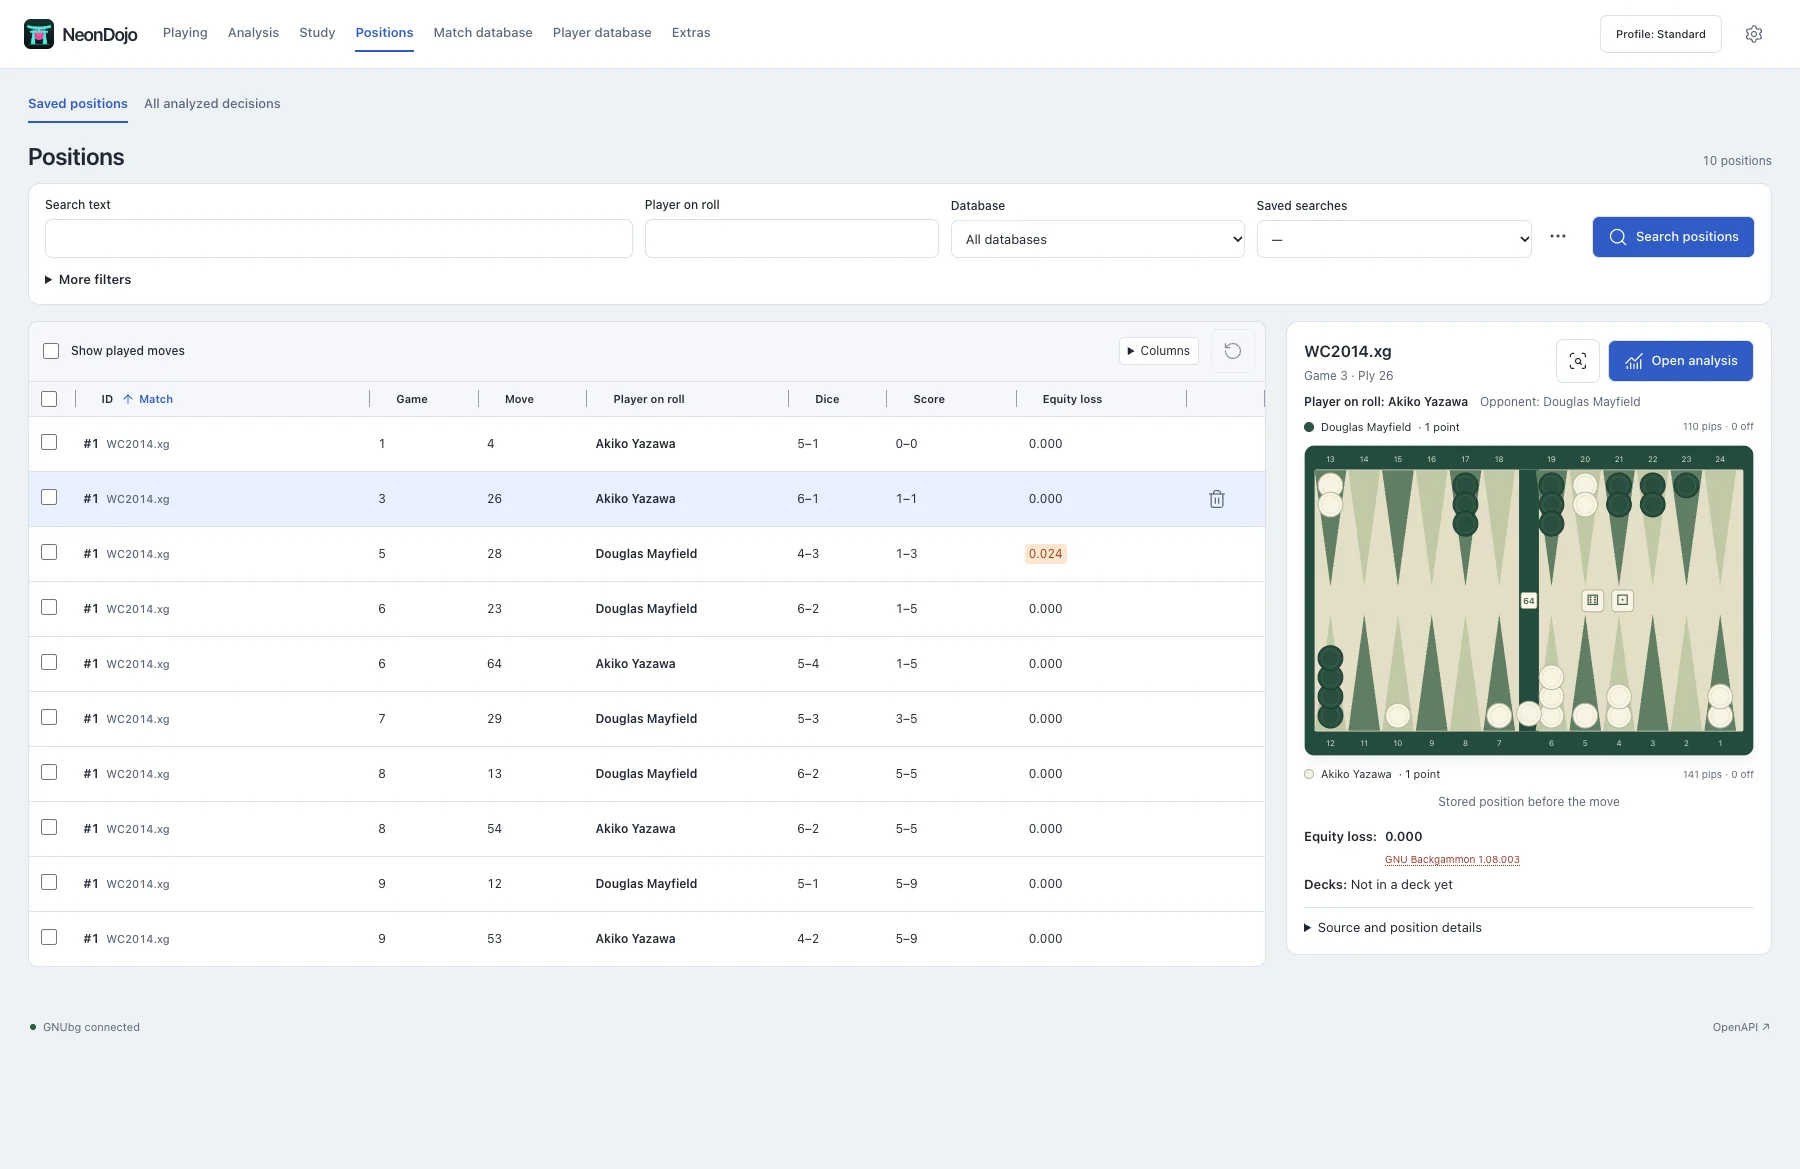 NeonDojo Playing Analysis Study Positions Match database Player database Extras Profile: Standard
Saved positions All analyzed decisions
Positions
10 positions
Search text Player on roll Database Saved searches
All databases — ··· Search positions
More filters
Show played moves Columns
ID ↑ Match Game Move Player on roll Dice Score Equity loss
#1 WC2014.xg 1 4 Akiko Yazawa 5–1 0–0 0.000
#1 WC2014.xg 3 26 Akiko Yazawa 6–1 1–1 0.000
#1 WC2014.xg 5 28 Douglas Mayfield 4–3 1–3 0.024
#1 WC2014.xg 6 23 Douglas Mayfield 6–2 1–5 0.000
#1 WC2014.xg 6 64 Akiko Yazawa 5–4 1–5 0.000
#1 WC2014.xg 7 29 Douglas Mayfield 5–3 3–5 0.000
#1 WC2014.xg 8 13 Douglas Mayfield 6–2 5–5 0.000
#1 WC2014.xg 8 54 Akiko Yazawa 6–2 5–5 0.000
#1 WC2014.xg 9 12 Douglas Mayfield 5–1 5–9 0.000
#1 WC2014.xg 9 53 Akiko Yazawa 4–2 5–9 0.000
WC2014.xg
Game 3 · Ply 26
Open analysis
Player on roll: Akiko Yazawa Opponent: Douglas Mayfield
Douglas Mayfield · 1 point 110 pips · 0 off
13 14 15 16 17 18 19 20 21 22 23 24
64
12 11 10 9 8 7 6 5 4 3 2 1
Akiko Yazawa · 1 point 141 pips · 0 off
Stored position before the move
Equity loss: 0.000
GNU Backgammon 1.08.003
Decks: Not in a deck yet
Source and position details
GNUbg connected
OpenAPI ↗